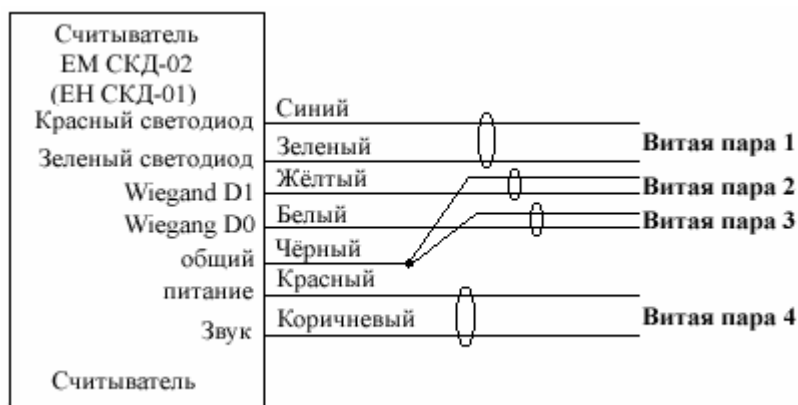 Считыватель
ЕМ СКД-02
(ЕН СКД-01)
Красный светодиод
Синий
Зеленый светодиод
Зеленый
Витая пара 1
Wiegand D1
Жёлтый
Витая пара 2
Wiegang D0
Белый
Витая пара 3
общий
Чёрный
питание
Красный
Звук
Коричневый
Витая пара 4
Считыватель